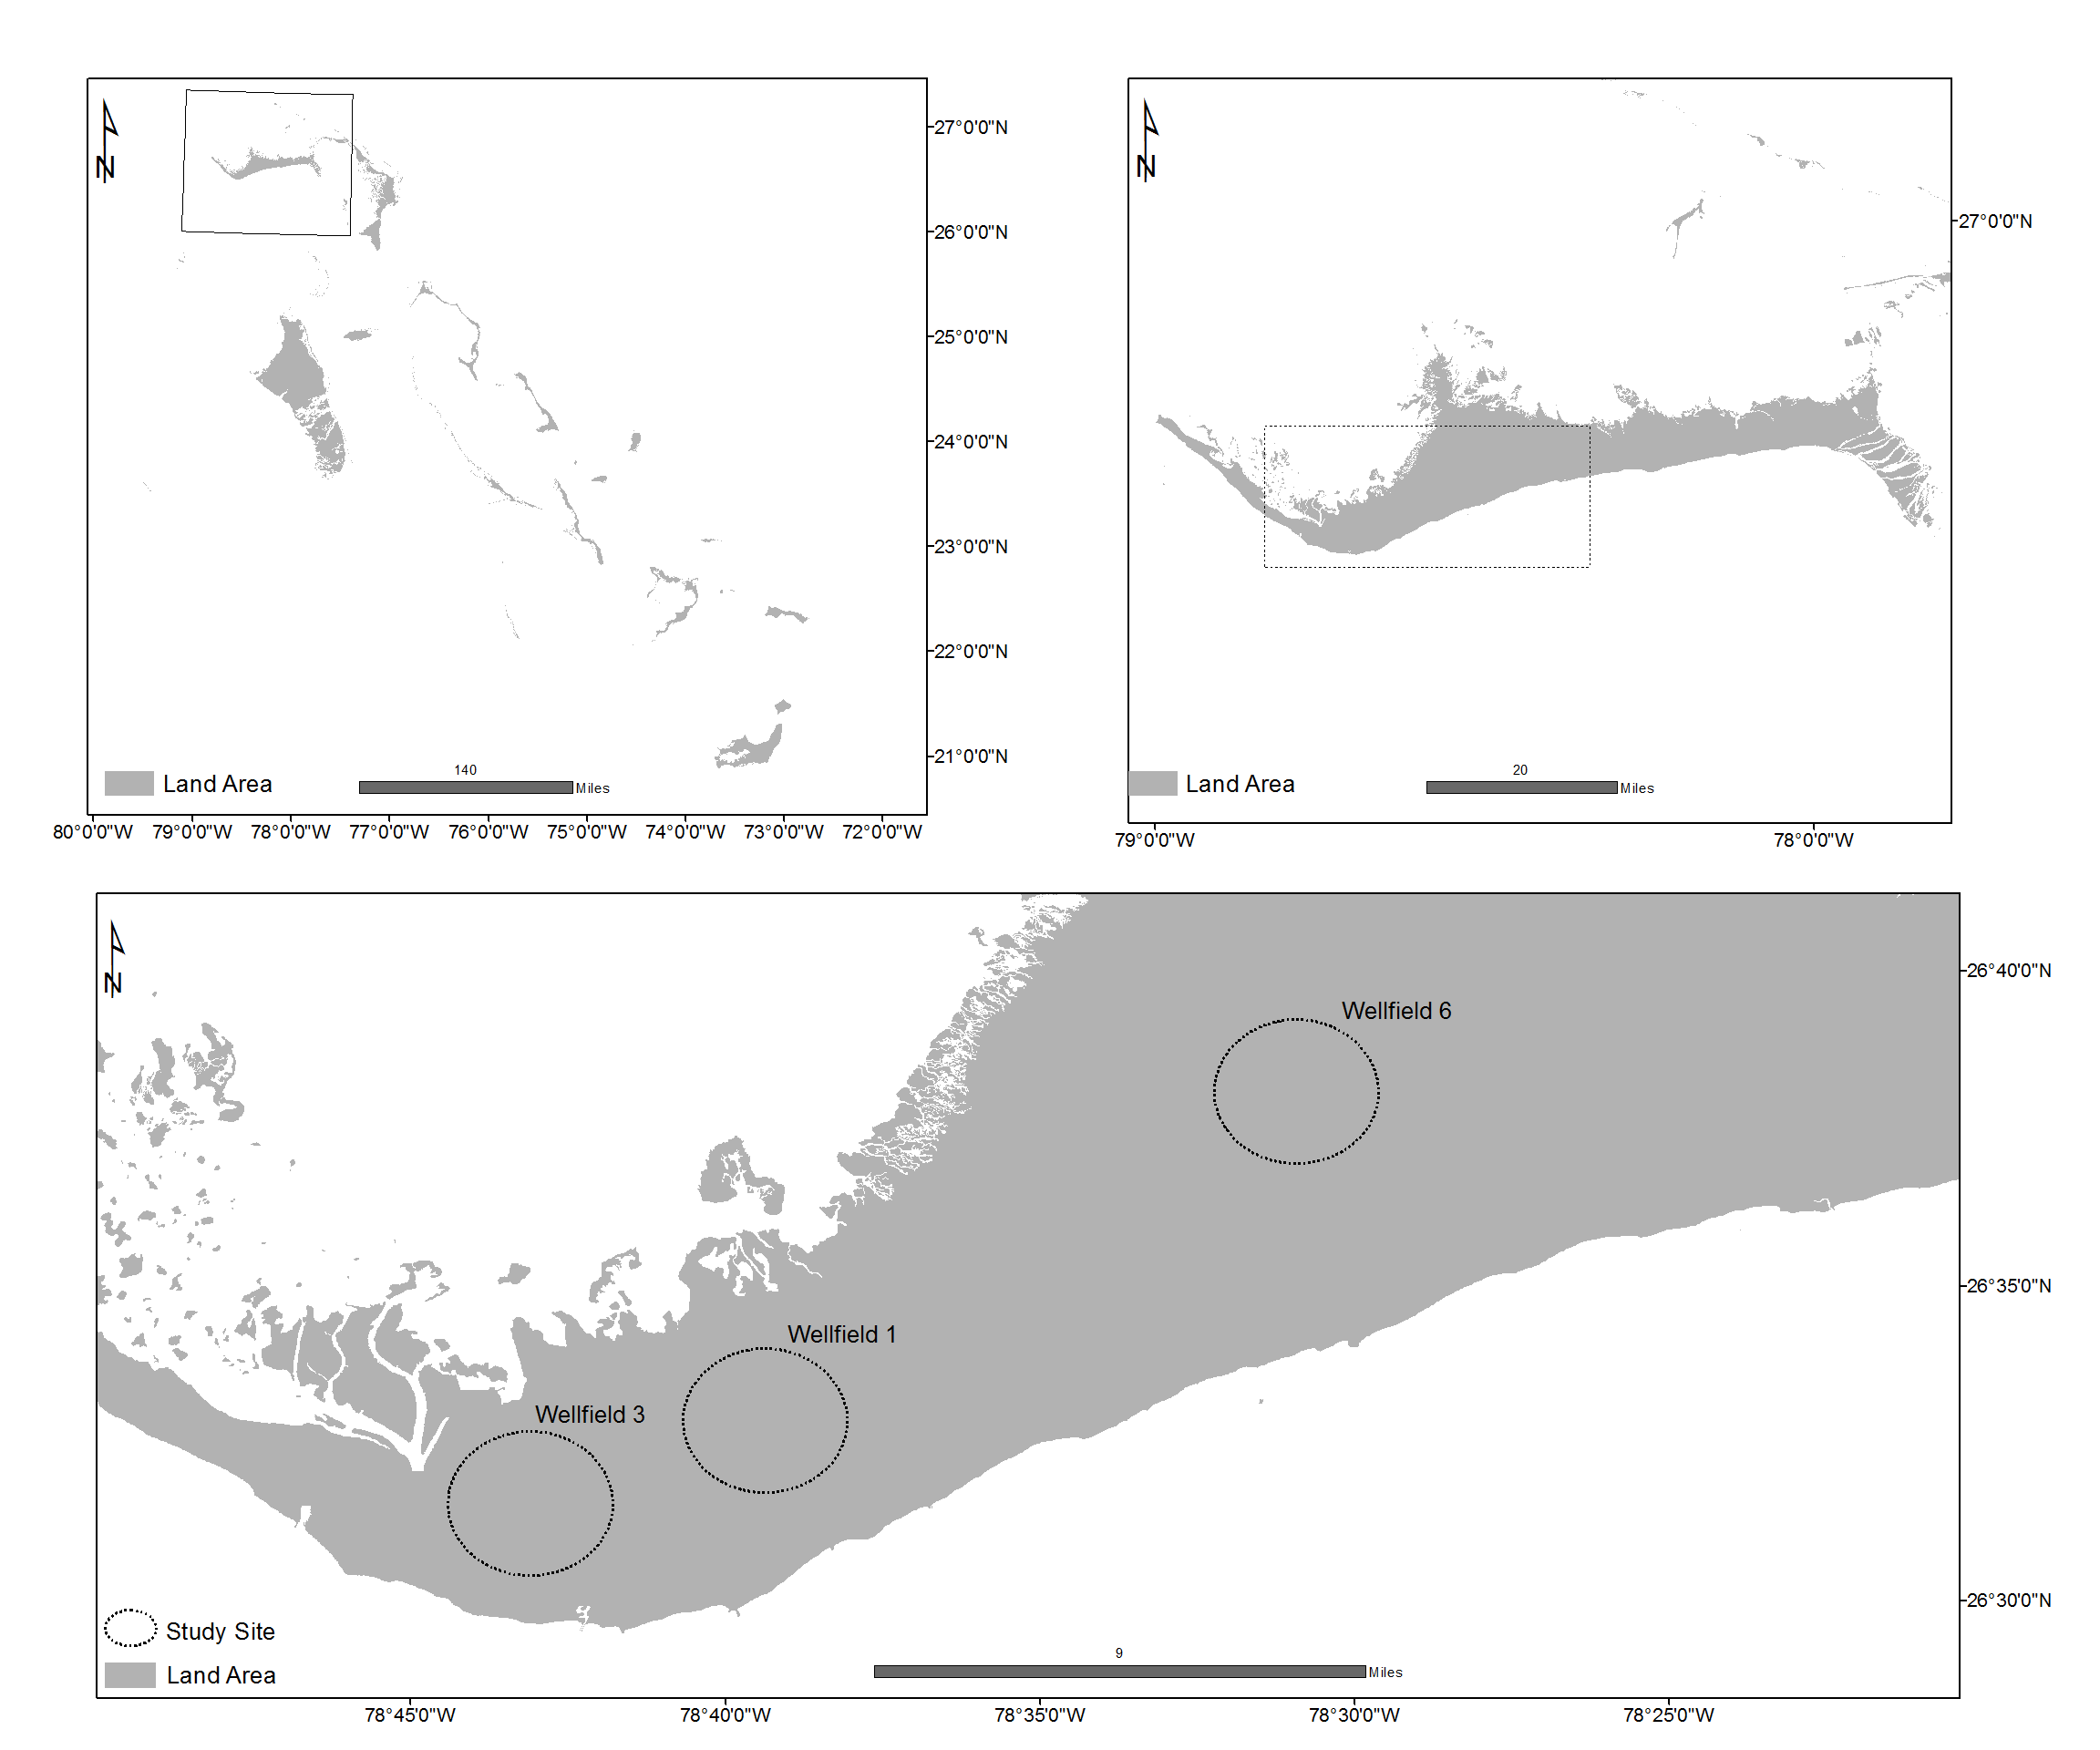 N
27°0'0"N
26°0'0"N
25°0'0"N
24°0'0"N
23°0'0"N
22°0'0"N
21°0'0"N
Land Area
140
Miles
80°0'0"W 79°0'0"W 78°0'0"W 77°0'0"W 76°0'0"W 75°0'0"W 74°0'0"W 73°0'0"W 72°0'0"W
N
27°0'0"N
Land Area
20
Miles
79°0'0"W 78°0'0"W
N
26°40'0"N
Wellfield 6
26°35'0"N
Wellfield 1
Wellfield 3
26°30'0"N
Study Site
Land Area
9
Miles
78°45'0"W 78°40'0"W 78°35'0"W 78°30'0"W 78°25'0"W